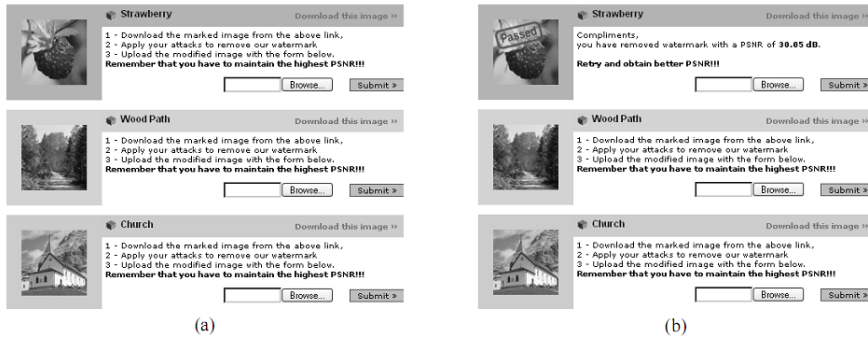 Strawberry
Download this image »
1 - Download the marked image from the above link,
2 - Apply your attacks to remove our watermark
3 - Upload the modified image with the form below.
Remember that you have to maintain the highest PSNR!!!
Browse...
Submit »
Wood Path
Download this image »
1 - Download the marked image from the above link,
2 - Apply your attacks to remove our watermark
3 - Upload the modified image with the form below.
Remember that you have to maintain the highest PSNR!!!
Browse...
Submit »
Church
Download this image »
1 - Download the marked image from the above link,
2 - Apply your attacks to remove our watermark
3 - Upload the modified image with the form below.
Remember that you have to maintain the highest PSNR!!!
Browse...
Submit »
(a)
Passed
Strawberry
Download this image »
Compliments,
you have removed watermark with a PSNR of 30.05 dB.
Retry and obtain better PSNR!!!
Browse...
Submit »
Wood Path
Download this image »
1 - Download the marked image from the above link,
2 - Apply your attacks to remove our watermark
3 - Upload the modified image with the form below.
Remember that you have to maintain the highest PSNR!!!
Browse...
Submit »
Church
Download this image »
1 - Download the marked image from the above link,
2 - Apply your attacks to remove our watermark
3 - Upload the modified image with the form below.
Remember that you have to maintain the highest PSNR!!!
Browse...
Submit »
(b)